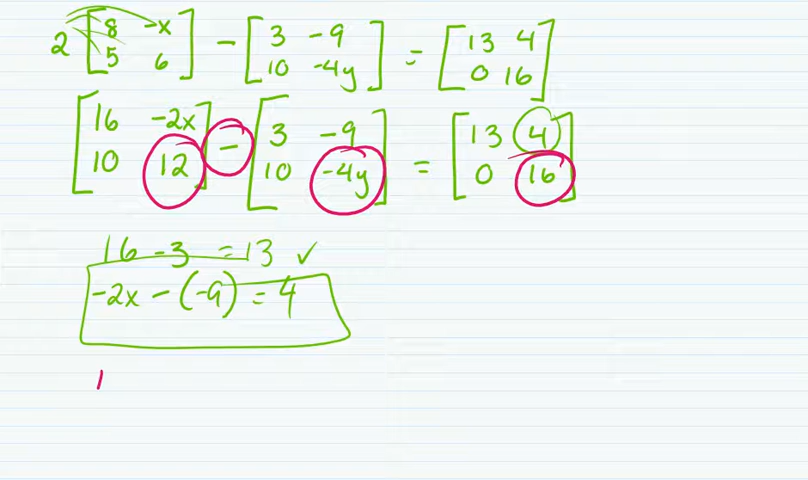 2 [8 -x] - [3 -9] = [13 4]
[5 6] [10 -4y] [0 16]
[16 -2x] - [3 -9] = [13 4]
[10 12] [10 -4y] [0 16]
16 - 3 = 13 ✓
-2x - (-9) = 4
1